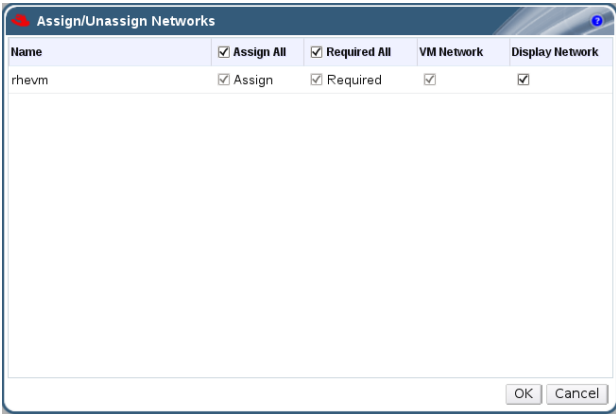 Assign/Unassign Networks ?
Name Assign All Required All VM Network Display Network
rhevm Assign Required
OK Cancel